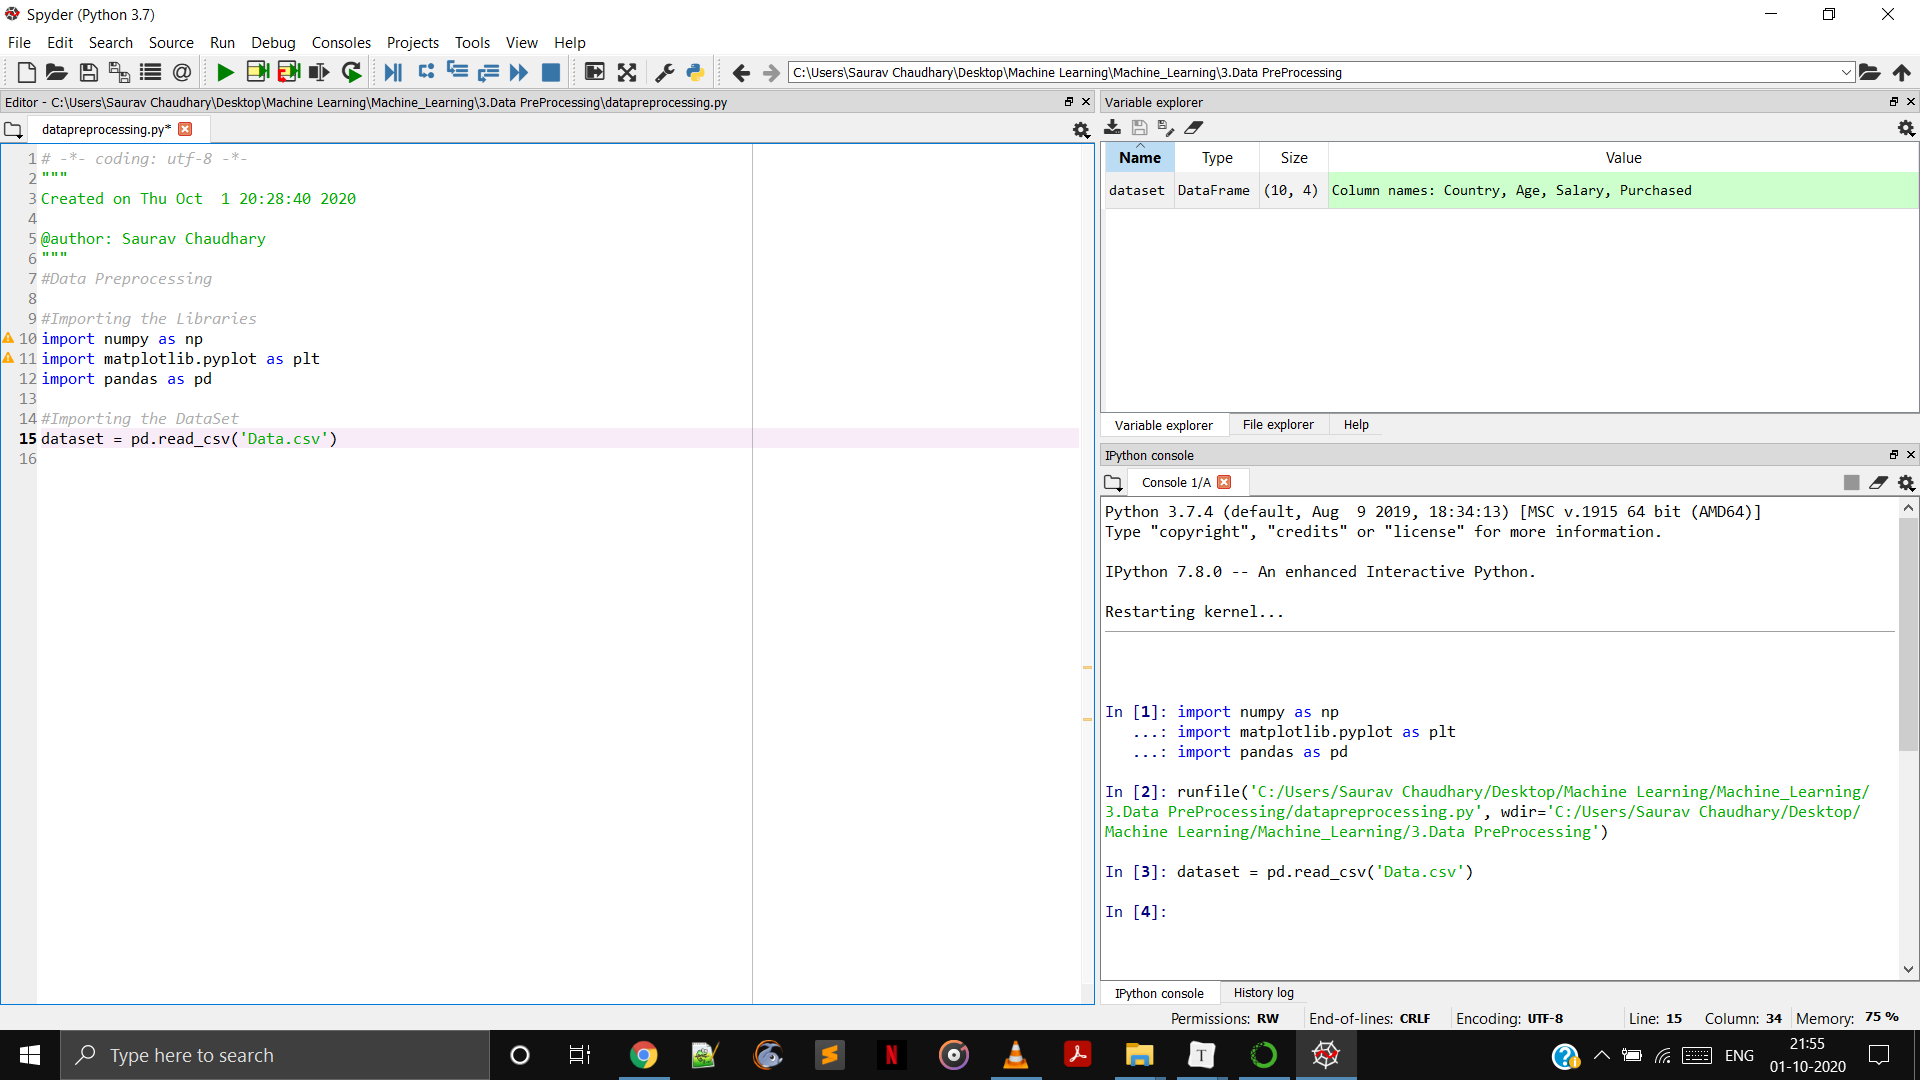 Spyder (Python 3.7)
File Edit Search Source Run Debug Consoles Projects Tools View Help
C:\Users\Saurav Chaudhary\Desktop\Machine Learning\Machine_Learning\3.Data PreProcessing
Editor - C:\Users\Saurav Chaudhary\Desktop\Machine Learning\Machine_Learning\3.Data PreProcessing\datapreprocessing.py
datapreprocessing.py*
1 # -*- coding: utf-8 -*-
2 """
3 Created on Thu Oct  1 20:28:40 2020
4
5 @author: Saurav Chaudhary
6 """
7 #Data Preprocessing
8
9 #Importing the Libraries
10 import numpy as np
11 import matplotlib.pyplot as plt
12 import pandas as pd
13
14 #Importing the DataSet
15 dataset = pd.read_csv('Data.csv')
16
Variable explorer
Name Type Size Value
dataset DataFrame (10, 4) Column names: Country, Age, Salary, Purchased
Variable explorer File explorer Help
IPython console
Console 1/A
Python 3.7.4 (default, Aug  9 2019, 18:34:13) [MSC v.1915 64 bit (AMD64)]
Type "copyright", "credits" or "license" for more information.
IPython 7.8.0 -- An enhanced Interactive Python.
Restarting kernel...
In [1]: import numpy as np
...: import matplotlib.pyplot as plt
...: import pandas as pd
In [2]: runfile('C:/Users/Saurav Chaudhary/Desktop/Machine Learning/Machine_Learning/
3.Data PreProcessing/datapreprocessing.py', wdir='C:/Users/Saurav Chaudhary/Desktop/
Machine Learning/Machine_Learning/3.Data PreProcessing')
In [3]: dataset = pd.read_csv('Data.csv')
In [4]:
IPython console History log
Permissions: RW End-of-lines: CRLF Encoding: UTF-8 Line: 15 Column: 34 Memory: 75 %
Type here to search
N
T
ENG
21:55
01-10-2020